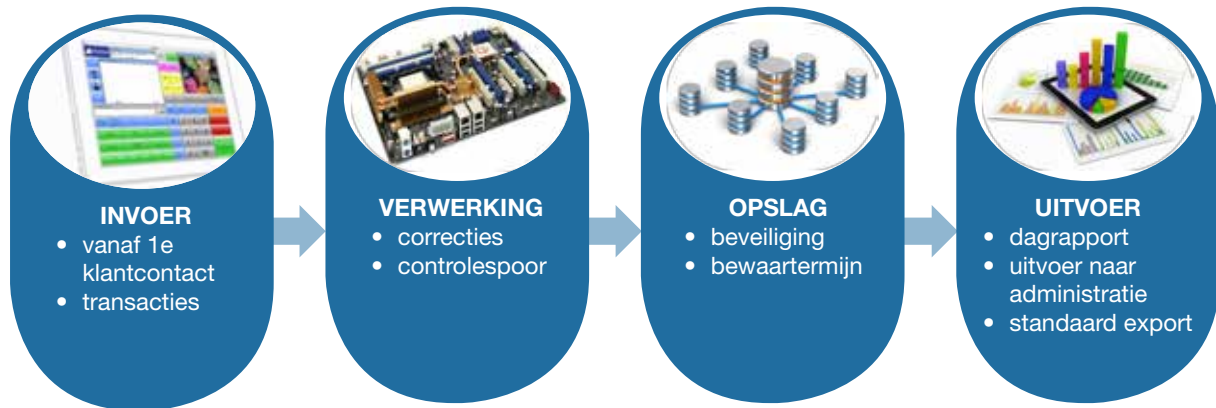 INVOER
• vanaf 1e
klantcontact
• transacties
VERWERKING
• correcties
• controlespoor
OPSLAG
• beveiliging
• bewaartermijn
UITVOER
• dagrapport
• uitvoer naar
administratie
• standaard export